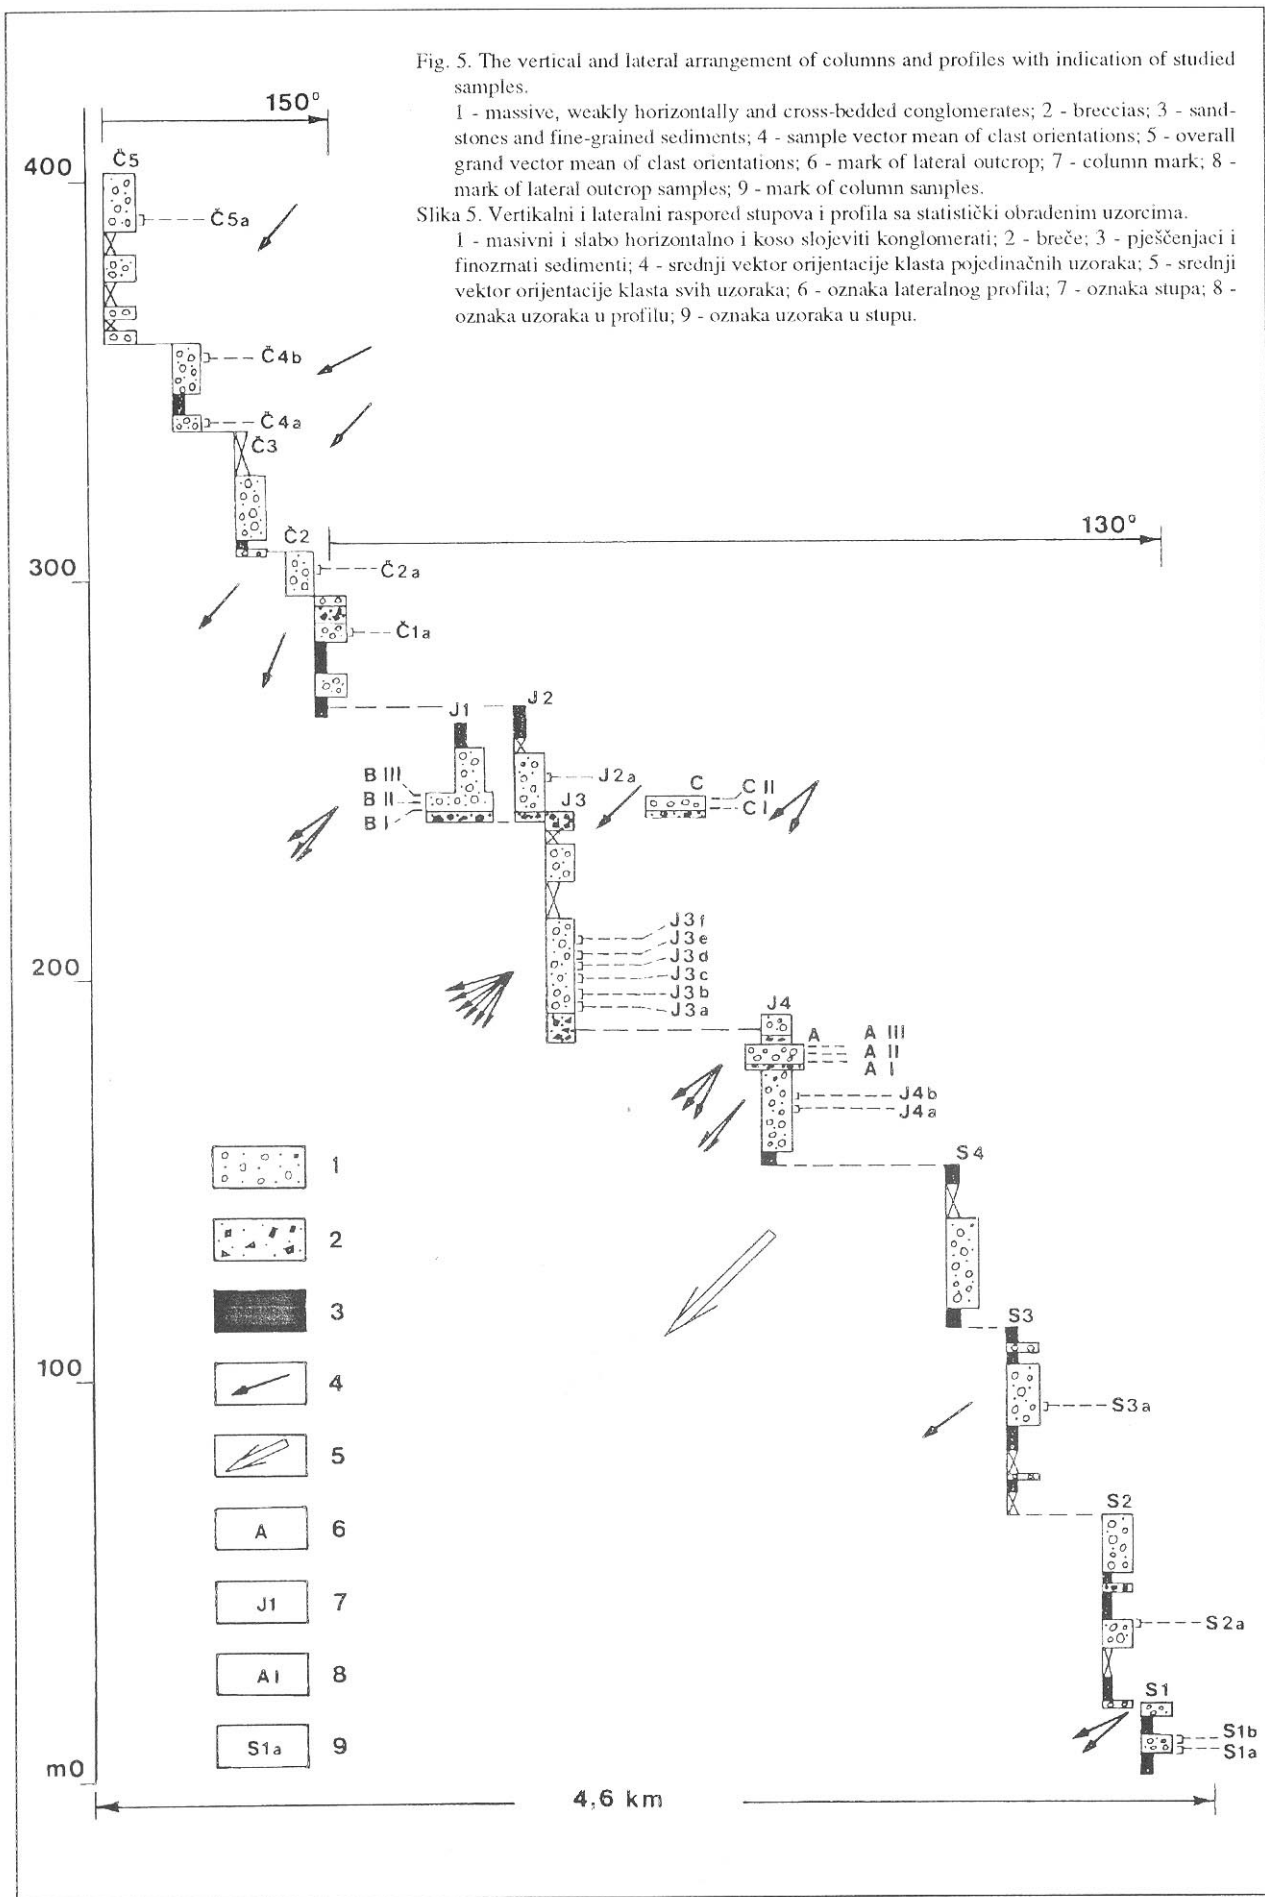 Fig. 5. The vertical and lateral arrangement of columns and profiles with indication of studied
samples.
1 - massive, weakly horizontally and cross-bedded conglomerates; 2 - breccias; 3 - sand-
stones and fine-grained sediments; 4 - sample vector mean of clast orientations; 5 - overall
grand vector mean of clast orientations; 6 - mark of lateral outcrop; 7 - column mark; 8 -
mark of lateral outcrop samples; 9 - mark of column samples.
Slika 5. Vertikalni i lateralni raspored stupova i profila sa statistički obrađenim uzorcima.
1 - masivni i slabo horizontalno i koso slojeviti konglomerati; 2 - breče; 3 - pješčenjaci i
finozrnati sedimenti; 4 - srednji vektor orijentacije klasta pojedinačnih uzoraka; 5 - srednji
vektor orijentacije klasta svih uzoraka; 6 - oznaka lateralnog profila; 7 - oznaka stupa; 8 -
oznaka uzoraka u profilu; 9 - oznaka uzoraka u stupu.
150°
Č5
400
Č5a
Č4b
Č4a
Č3
130°
Č2
300
Č2a
Č1a
J2
J1
B III
J2a
C
C II
B II
J3
C I
B I
J3f
J3e
200
J3d
J3c
J3b
J3a
J4
A
A III
A II
A I
J4b
J4a
S4
1
2
3
S3
100
4
S3a
5
S2
A
6
J1
7
S2a
AI
8
S1
S1b
S1a
9
S1a
m0
4,6 km